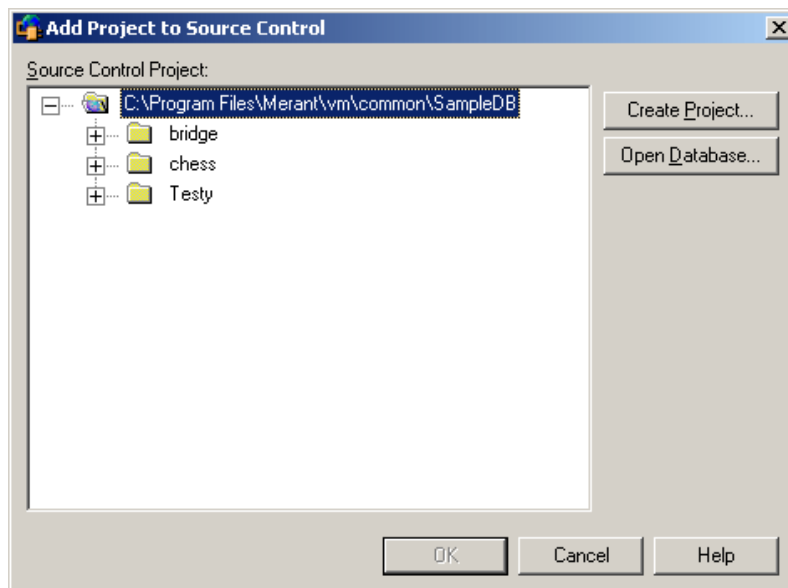 Add Project to Source Control
Source Control Project:
C:\Program Files\Merant\vm\common\SampleDB
bridge
chess
Testy
Create Project...
Open Database...
OK
Cancel
Help